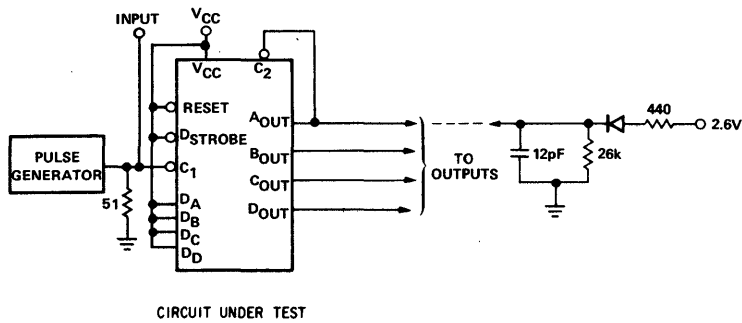 INPUT
VCC
VCC
C2
RESET
DSTROBE
AOUT
440
2.6V
PULSE
GENERATOR
C1
BOUT
TO
OUTPUTS
12pF
26k
COUT
51
DA
DB
DC
DD
DOUT
CIRCUIT UNDER TEST